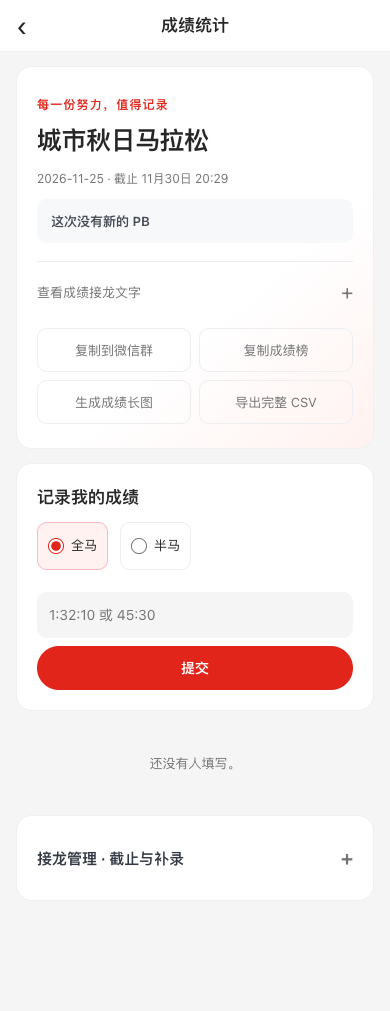 ‹ 成绩统计
每一份努力，值得记录
城市秋日马拉松
2026-11-25 · 截止 11月30日 20:29
这次没有新的 PB
查看成绩接龙文字 +
复制到微信群 复制成绩榜
生成成绩长图 导出完整 CSV
记录我的成绩
全马 半马
1:32:10 或 45:30
提交
还没有人填写。
接龙管理 · 截止与补录 +